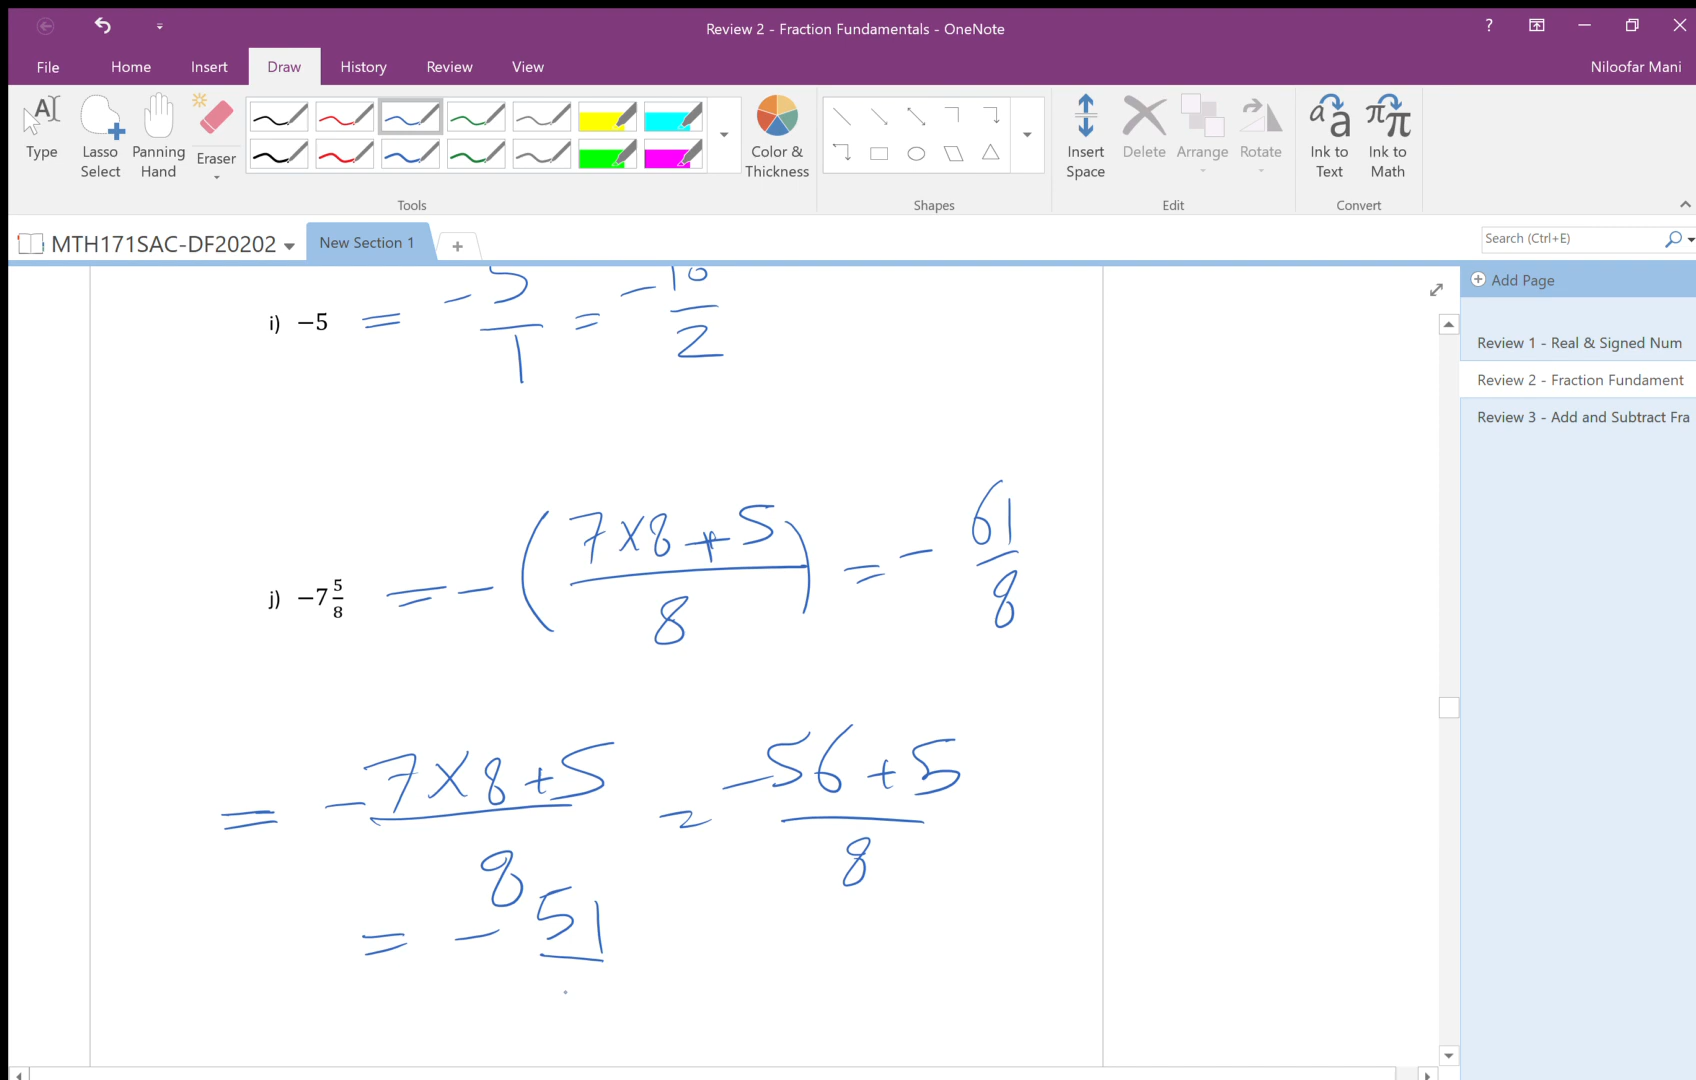 Review 2 - Fraction Fundamentals - OneNote
?
File Home Insert Draw History Review View Niloofar Mani
Type
Lasso Select
Panning Hand
Eraser
Color & Thickness
Insert Space
Delete
Arrange
Rotate
Ink to Text
Ink to Math
Tools Shapes Edit Convert
MTH171SAC-DF20202 New Section 1 +
Search (Ctrl+E)
Add Page
Review 1 - Real & Signed Num
Review 2 - Fraction Fundament
Review 3 - Add and Subtract Fra
i) −5 = -5/1 = -10/2
j) −7 5/8 = -(7x8+5/8) = -61/8
= -7x8+5/8 = -56+5/8
= -51